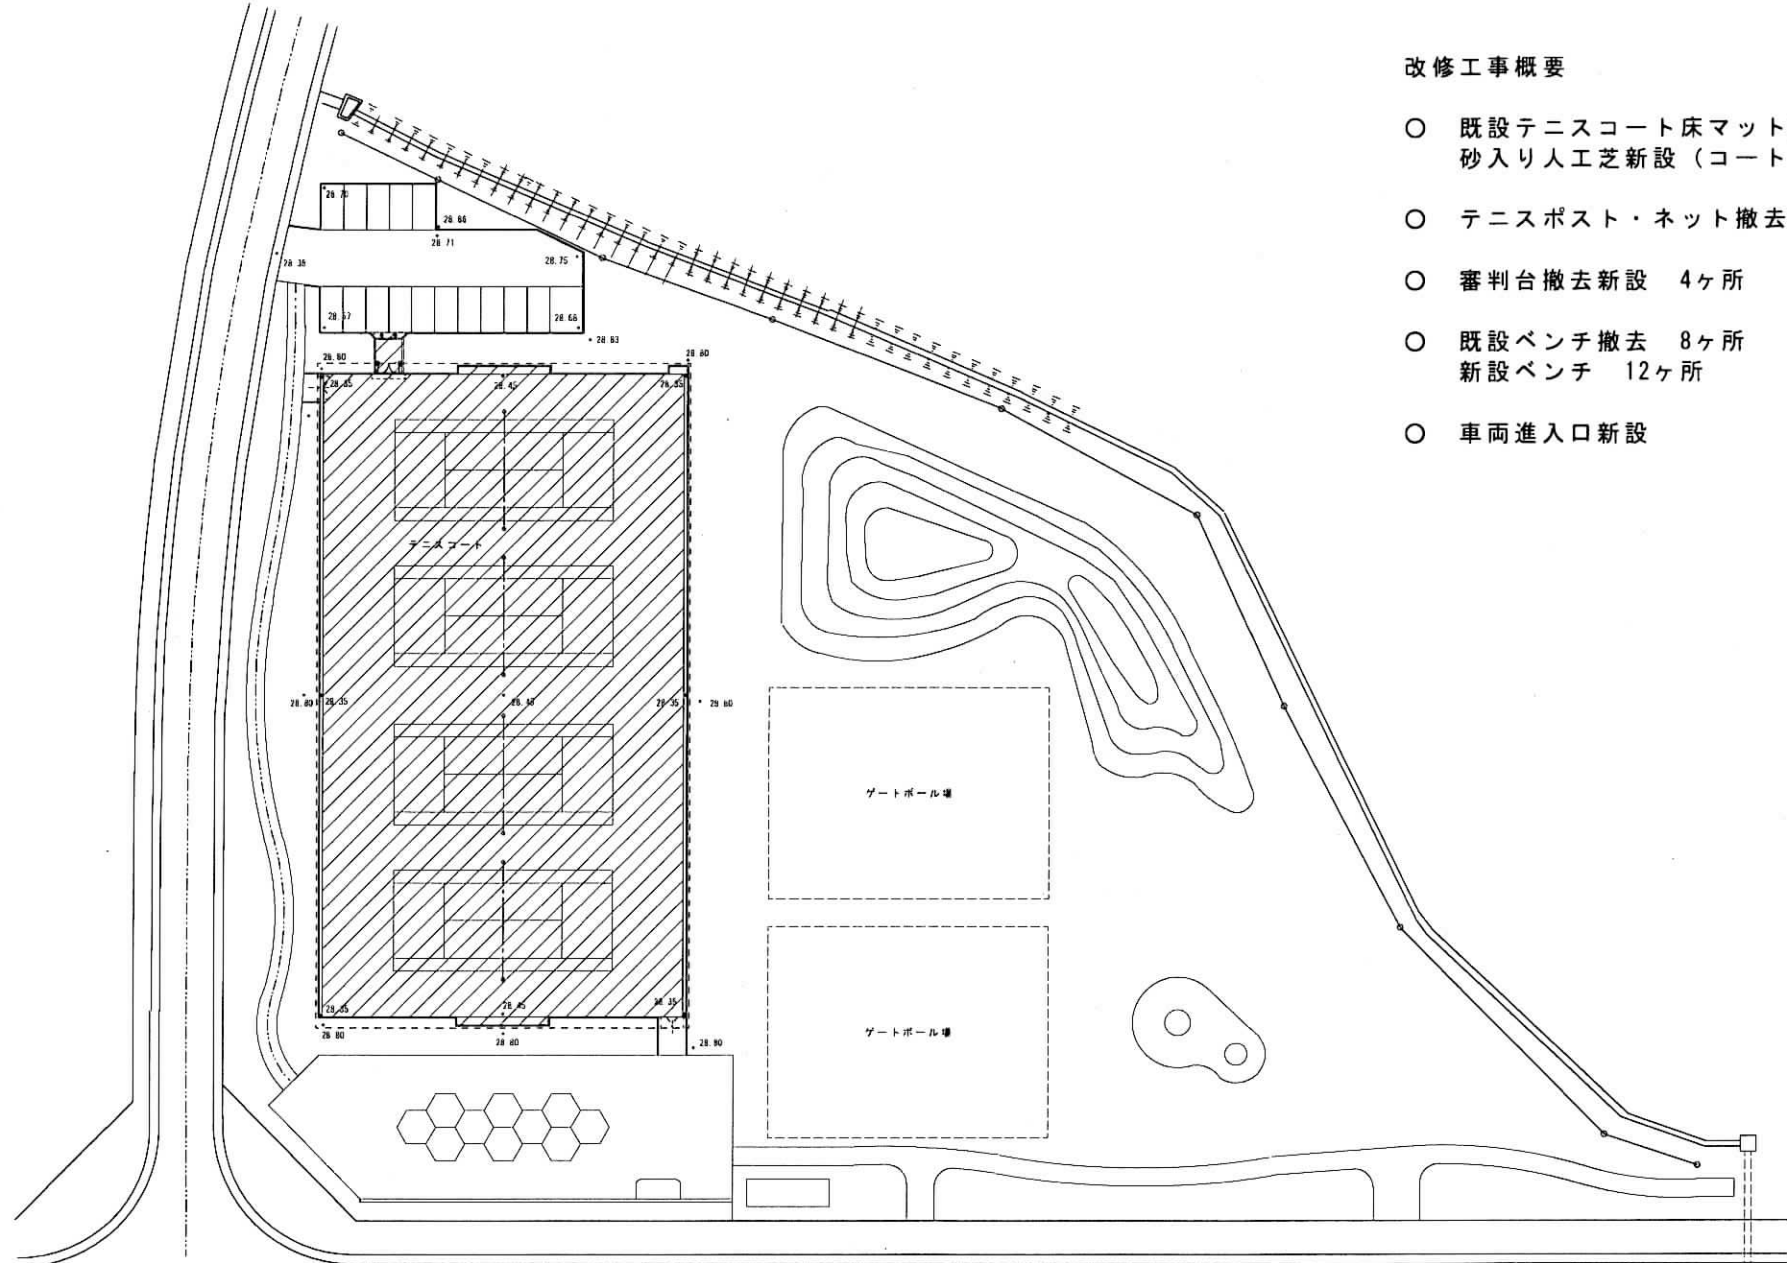 改修工事概要
○ 既設テニスコート床マット
砂入り人工芝新設（コート
○ テニスポスト・ネット撤去
○ 審判台撤去新設 4ヶ所
○ 既設ベンチ撤去 8ヶ所
新設ベンチ 12ヶ所
○ 車両進入口新設
28.70
28.66
28.71
28.38
28.75
28.57
28.68
28.63
28.80
28.80
28.35
28.45
28.35
テニスコート
28.80
28.35
28.35
28.80
ゲートボール場
28.35
28.45
28.35
28.80
28.80
28.80
ゲートボール場